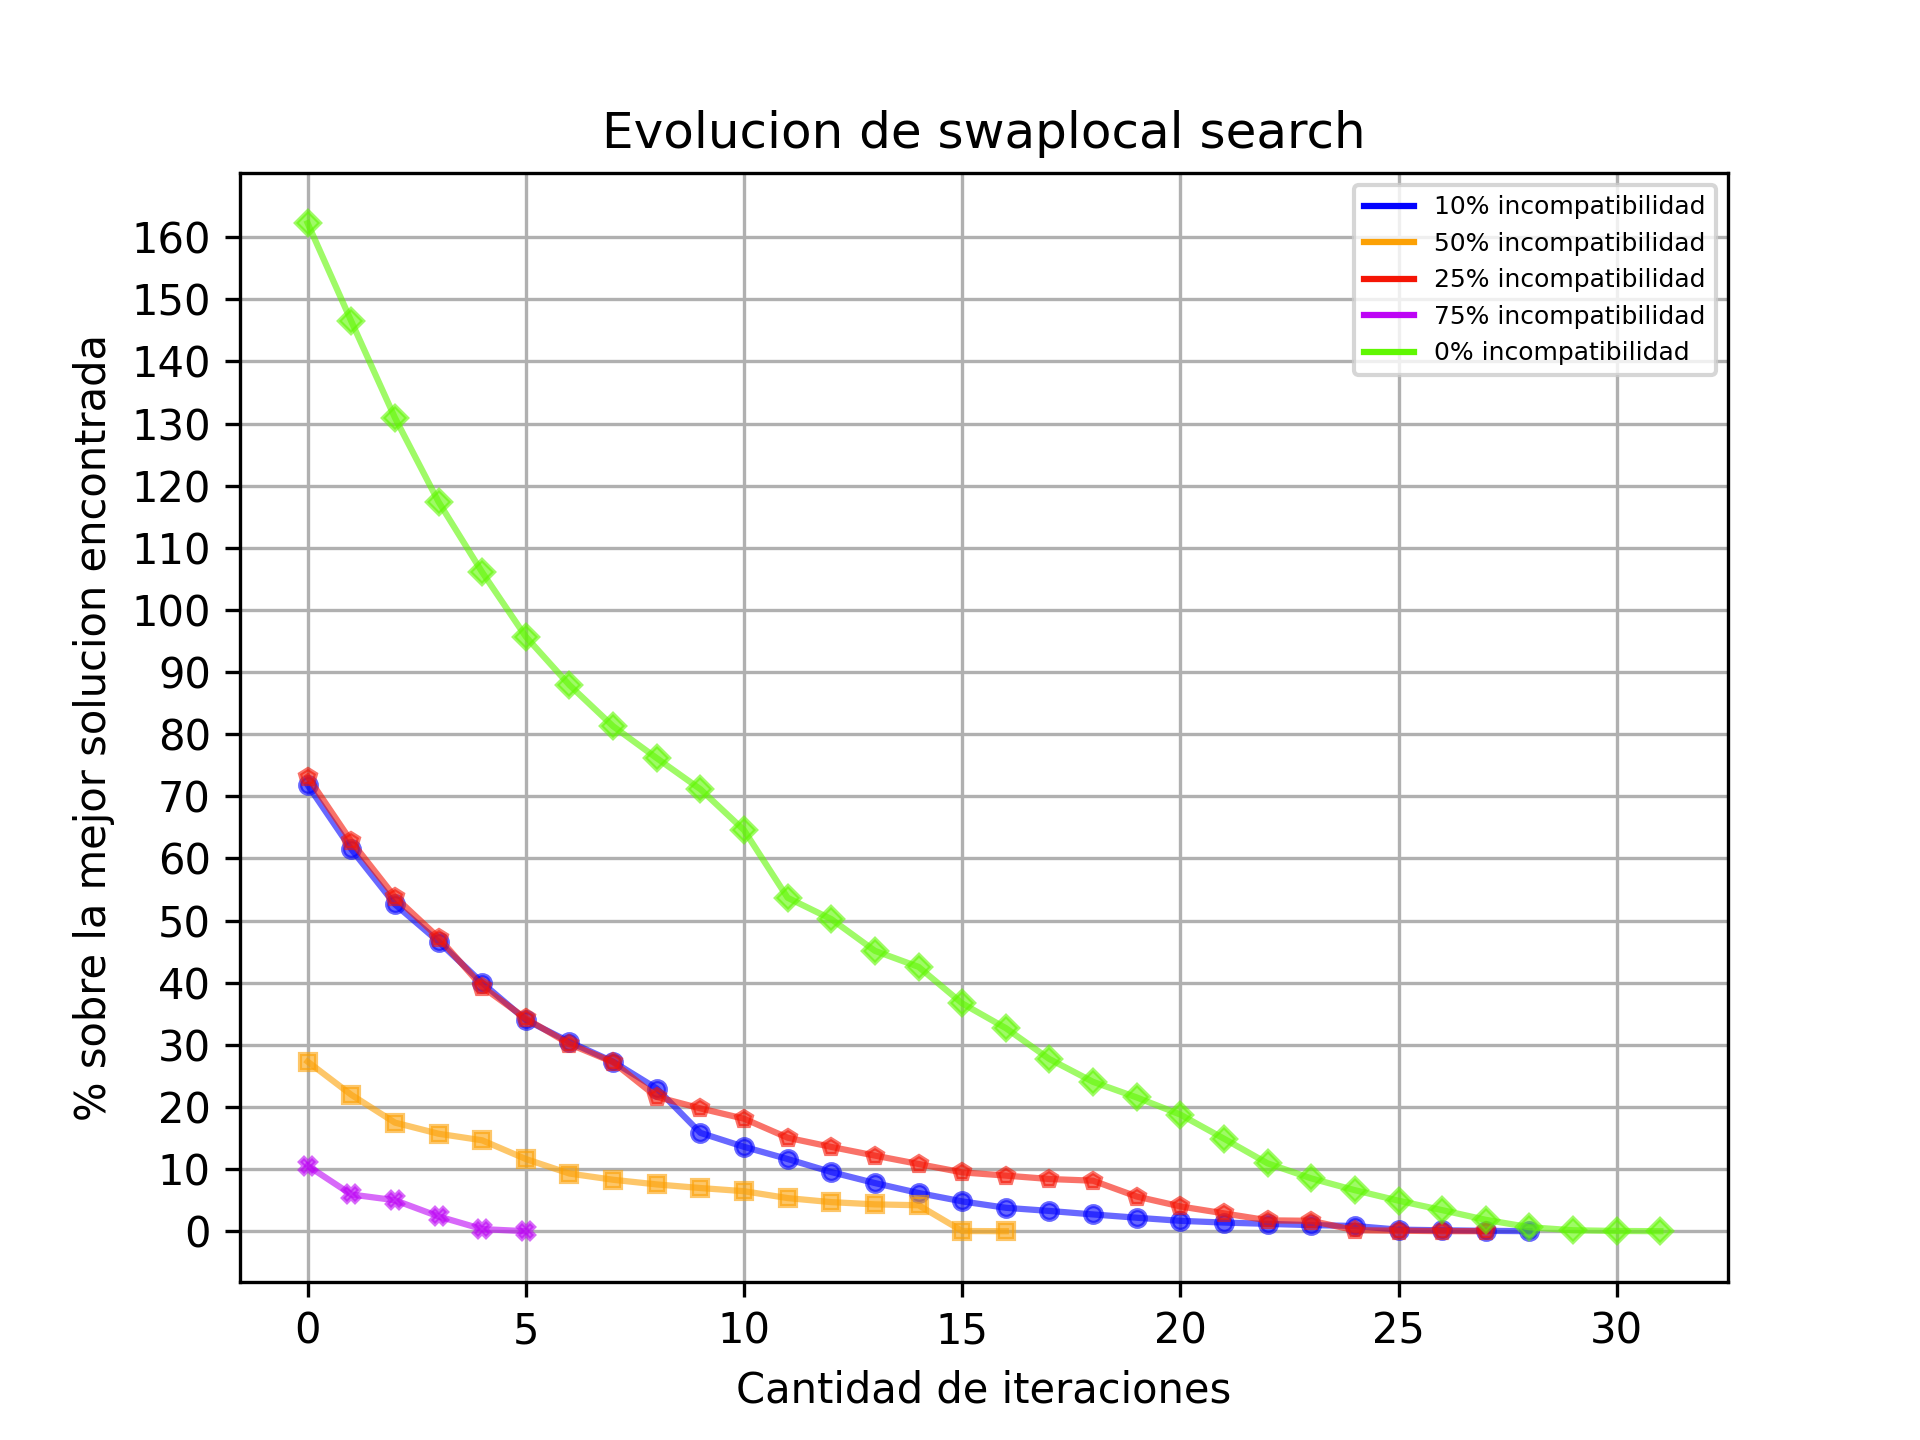 Evolucion de swaplocal search
10% incompatibilidad
50% incompatibilidad
25% incompatibilidad
75% incompatibilidad
0% incompatibilidad
% sobre la mejor solucion encontrada
160
150
140
130
120
110
100
90
80
70
60
50
40
30
20
10
0
0 5 10 15 20 25 30
Cantidad de iteraciones